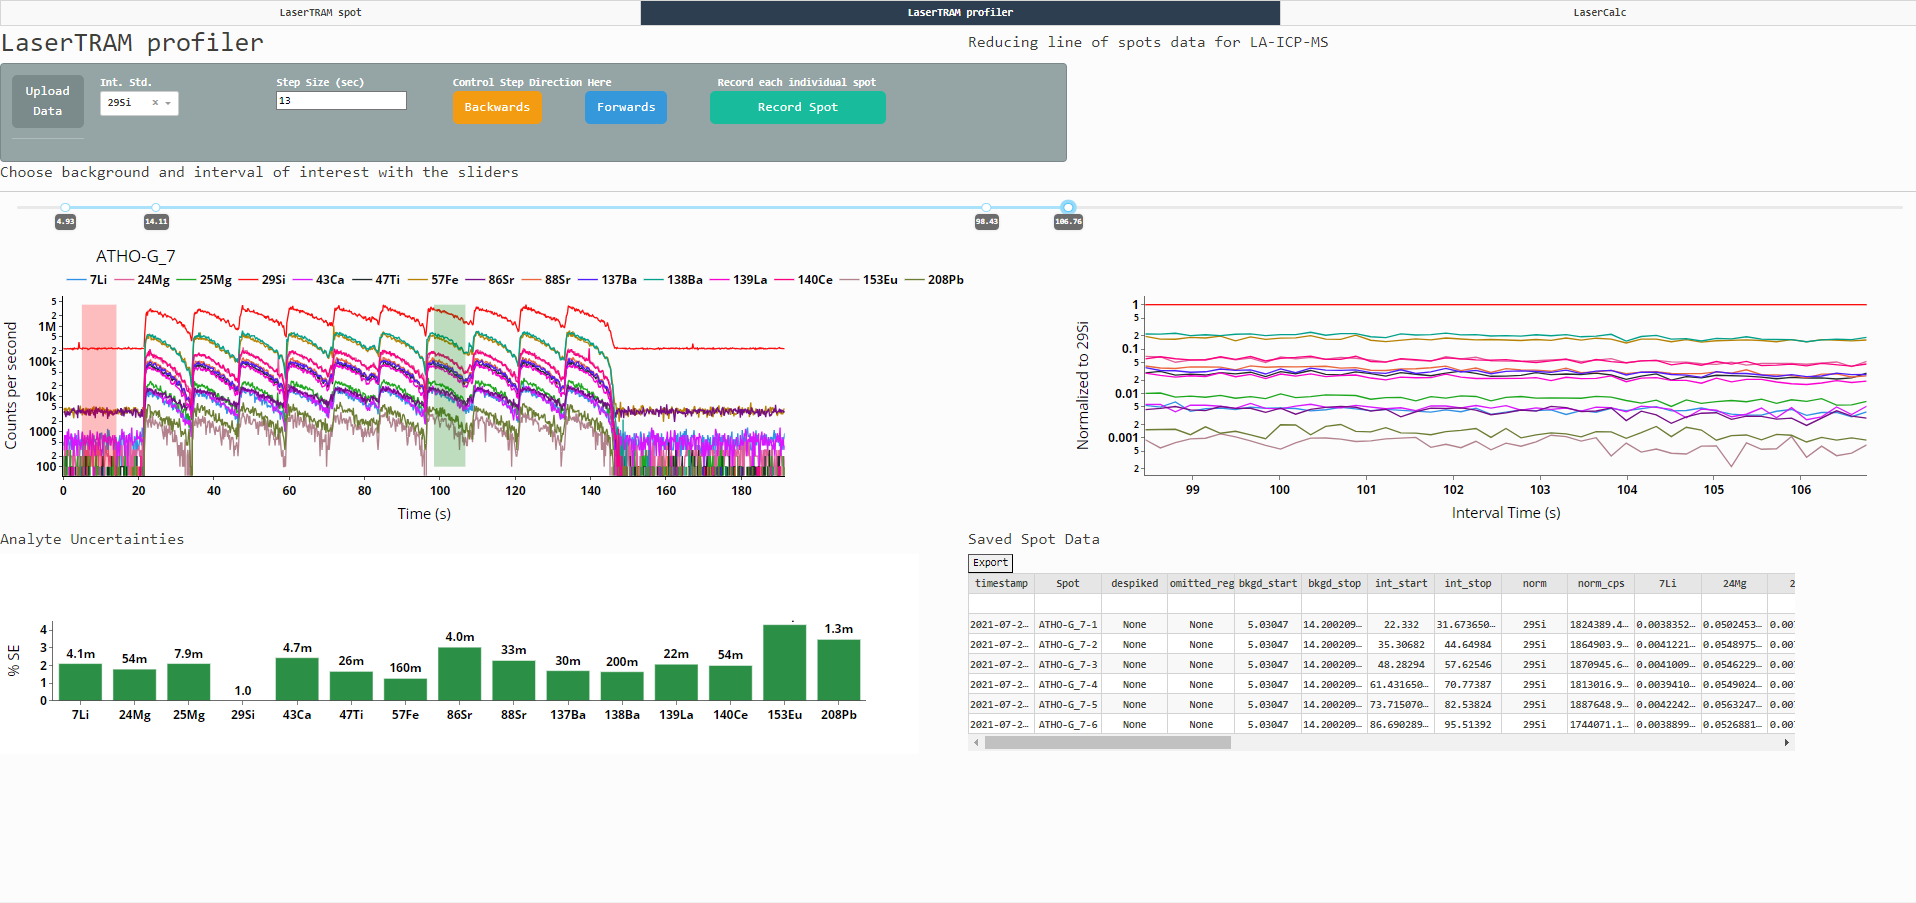 LaserTRAM spot LaserTRAM profiler LaserCalc
LaserTRAM profiler
Reducing line of spots data for LA-ICP-MS
Upload Data
Int. Std.
29Si × 
Step Size (sec)
13
Control Step Direction Here
Backwards Forwards
Record each individual spot
Record Spot
Choose background and interval of interest with the sliders
4.93 14.11 98.43 106.76
ATHO-G_7
7Li 24Mg 25Mg 29Si 43Ca 47Ti 57Fe 86Sr 88Sr 137Ba 138Ba 139La 140Ce 153Eu 208Pb
Counts per second
5
2
1M
5
2
100k
5
2
10k
5
2
1000
5
2
100
0 20 40 60 80 100 120 140 160 180
Time (s)
Normalized to 29Si
1
5
2
0.1
5
2
0.01
5
2
0.001
5
2
99 100 101 102 103 104 105 106
Interval Time (s)
Analyte Uncertainties
% SE
4
3
2
1
0
4.1m 54m 7.9m 1.0 4.7m 26m 160m 4.0m 33m 30m 200m 22m 54m 1.3m
7Li 24Mg 25Mg 29Si 43Ca 47Ti 57Fe 86Sr 88Sr 137Ba 138Ba 139La 140Ce 153Eu 208Pb
Saved Spot Data
Export
timestamp Spot despiked omitted_reg bkgd_start bkgd_stop int_start int_stop norm norm_cps 7Li 24Mg 2
2021-07-2… ATHO-G_7-1 None None 5.03047 14.200209… 22.332 31.673650… 29Si 1824389.4… 0.0038352… 0.0502453… 0.00
2021-07-2… ATHO-G_7-2 None None 5.03047 14.200209… 35.30682 44.64984 29Si 1864903.9… 0.0041221… 0.0548975… 0.00
2021-07-2… ATHO-G_7-3 None None 5.03047 14.200209… 48.28294 57.62546 29Si 1870945.6… 0.0041009… 0.0546229… 0.00
2021-07-2… ATHO-G_7-4 None None 5.03047 14.200209… 61.431650… 70.77387 29Si 1813016.9… 0.0039410… 0.0549024… 0.00
2021-07-2… ATHO-G_7-5 None None 5.03047 14.200209… 73.715070… 82.53824 29Si 1887648.9… 0.0042242… 0.0563247… 0.00
2021-07-2… ATHO-G_7-6 None None 5.03047 14.200209… 86.690289… 95.51392 29Si 1744071.1… 0.0038899… 0.0526881… 0.00